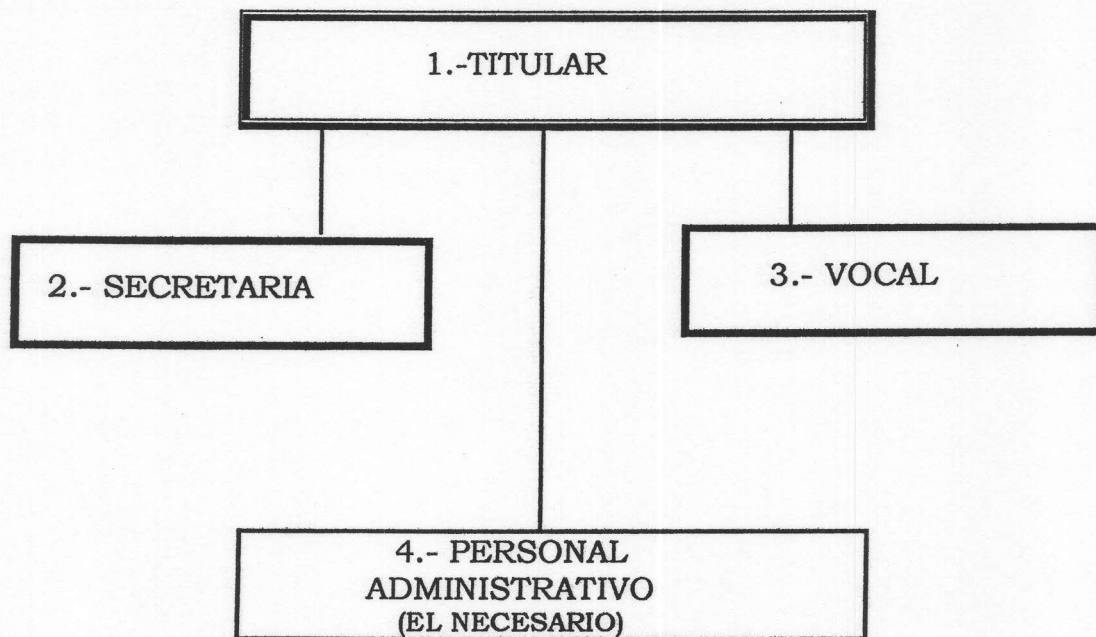 1.-TITULAR
2.- SECRETARIA
3.- VOCAL
4.- PERSONAL
ADMINISTRATIVO
(EL NECESARIO)